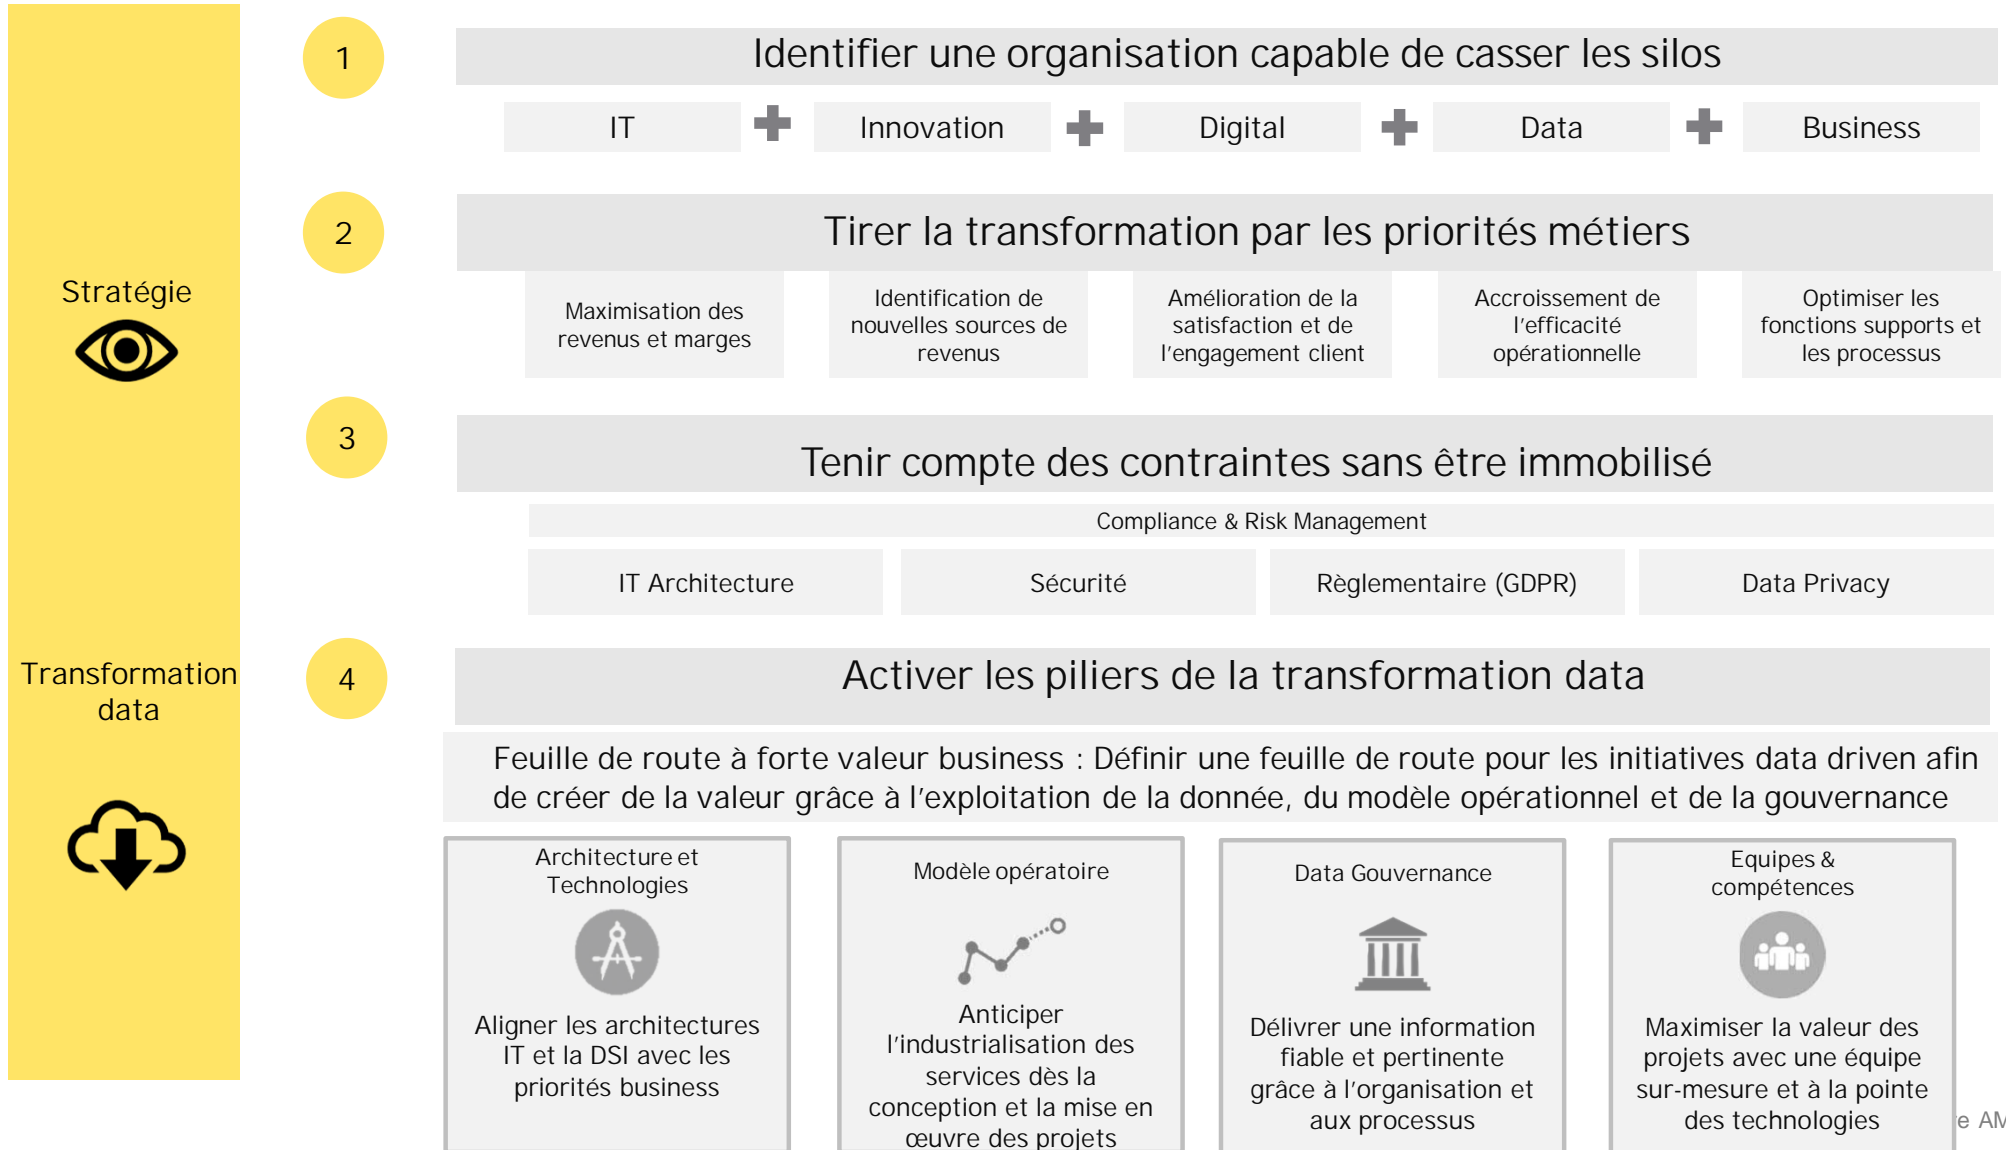 1
Identifier une organisation capable de casser les silos
IT
Innovation
Digital
Data
Business
2
Tirer la transformation par les priorités métiers
Stratégie
Maximisation des
revenus et marges
Identification de
nouvelles sources de
revenus
Amélioration de la
satisfaction et de
l'engagement client
Accroissement de
l'efficacité
opérationnelle
Optimiser les
fonctions supports et
les processus
3
Tenir compte des contraintes sans être immobilisé
Compliance & Risk Management
IT Architecture
Sécurité
Règlementaire (GDPR)
Data Privacy
Transformation
data
4
Activer les piliers de la transformation data
Feuille de route à forte valeur business : Définir une feuille de route pour les initiatives data driven afin
de créer de la valeur grâce à l'exploitation de la donnée, du modèle opérationnel et de la gouvernance
Architecture et
Technologies
Aligner les architectures
IT et la DSI avec les
priorités business
Modèle opératoire
Anticiper
l'industrialisation des
services dès la
conception et la mise en
œuvre des projets
Data Gouvernance
Délivrer une information
fiable et pertinente
grâce à l'organisation et
aux processus
Equipes &
compétences
Maximiser la valeur des
projets avec une équipe
sur-mesure et à la pointe
des technologies